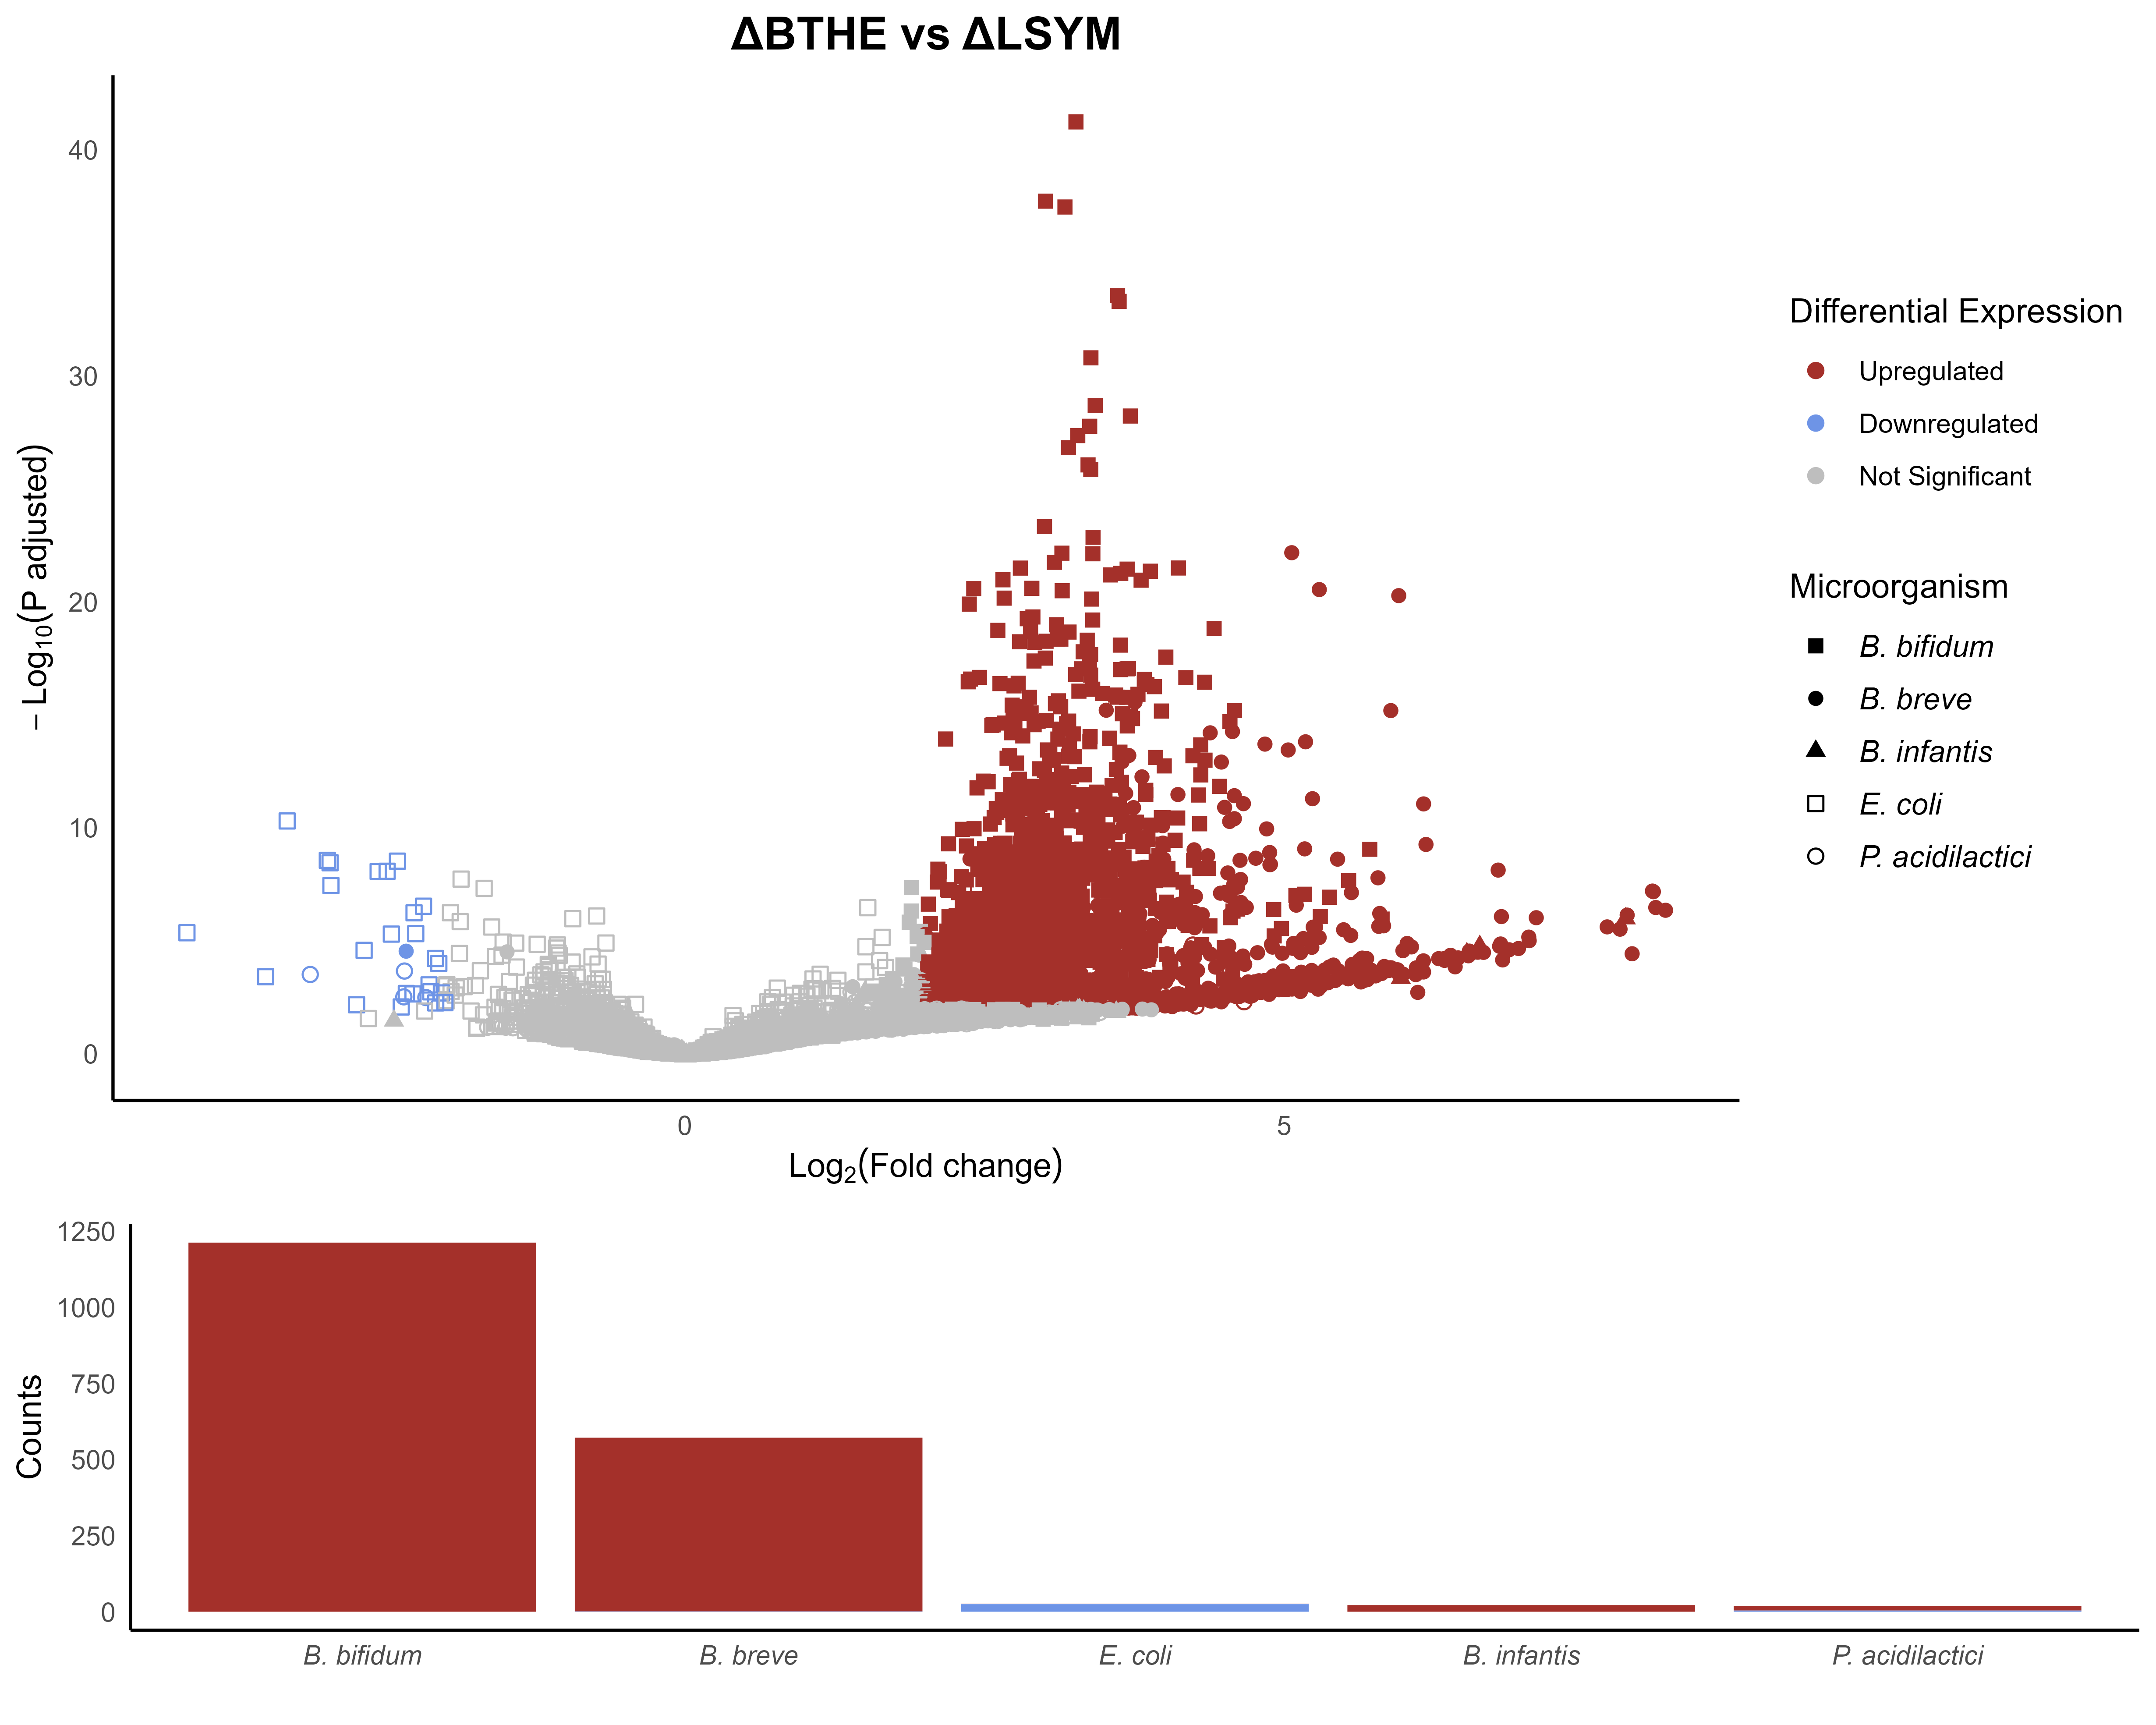 ΔBTHE vs ΔLSYM
40
30
20
10
0
− Log₁₀(P adjusted)
0
5
Log₂(Fold change)
Differential Expression
Upregulated
Downregulated
Not Significant
Microorganism
B. bifidum
B. breve
B. infantis
E. coli
P. acidilactici
1250
1000
750
500
250
0
Counts
B. bifidum
B. breve
E. coli
B. infantis
P. acidilactici